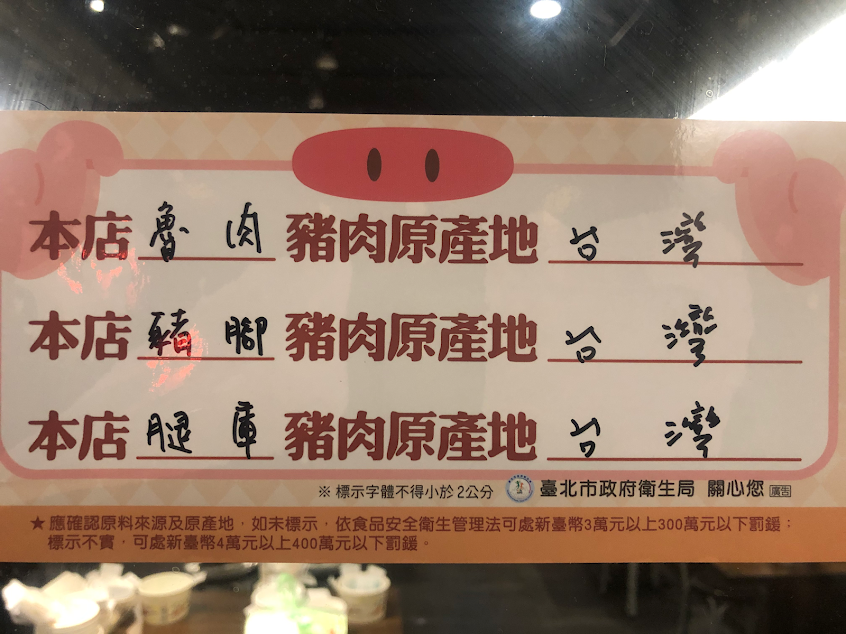 本店魯肉豬肉原產地台灣
本店豬腳豬肉原產地台灣
本店腿庫豬肉原產地台灣
※標示字體不得小於2公分 臺北市政府衛生局 關心您 廣告
★應確認原料來源及原產地，如未標示，依食品安全衛生管理法可處新臺幣3萬元以上300萬元以下罰鍰；
標示不實，可處新臺幣4萬元以上400萬元以下罰鍰。